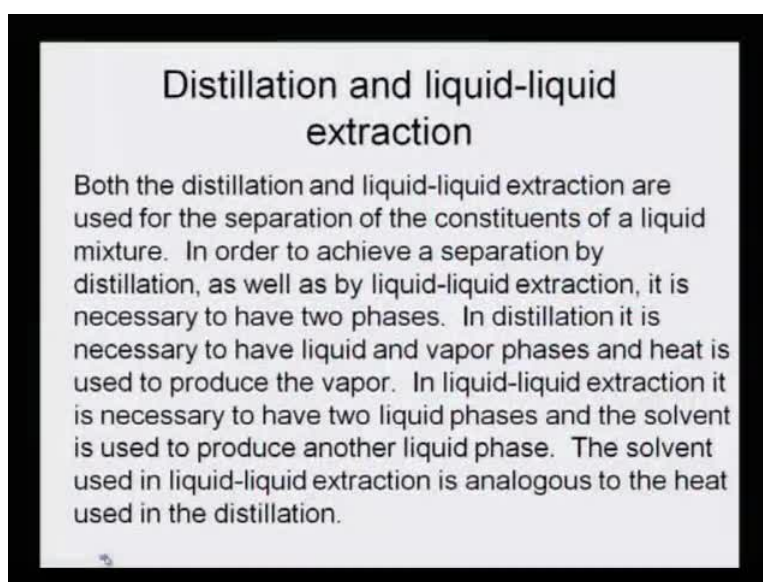 Distillation and liquid-liquid
extraction
Both the distillation and liquid-liquid extraction are
used for the separation of the constituents of a liquid
mixture. In order to achieve a separation by
distillation, as well as by liquid-liquid extraction, it is
necessary to have two phases. In distillation it is
necessary to have liquid and vapor phases and heat is
used to produce the vapor. In liquid-liquid extraction it
is necessary to have two liquid phases and the solvent
is used to produce another liquid phase. The solvent
used in liquid-liquid extraction is analogous to the heat
used in the distillation.